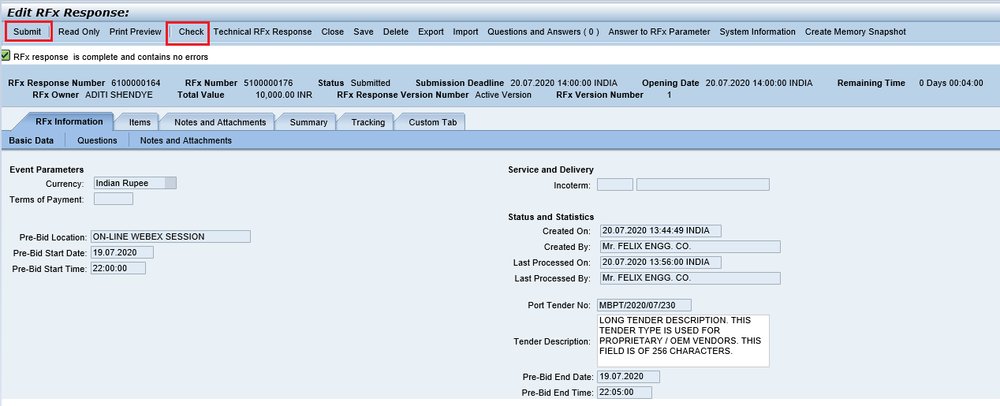 Edit RFx Response:
Submit Read Only Print Preview Check Technical RFx Response Close Save Delete Export Import Questions and Answers ( 0 ) Answer to RFx Parameter System Information Create Memory Snapshot
RFx response is complete and contains no errors
RFx Response Number 6100000164 RFx Number 5100000176 Status Submitted Submission Deadline 20.07.2020 14:00:00 INDIA Opening Date 20.07.2020 14:00:00 INDIA Remaining Time 0 Days 00:04:00
RFx Owner ADITI SHENDYE Total Value 10,000.00 INR RFx Response Version Number Active Version RFx Version Number 1
RFx Information Items Notes and Attachments Summary Tracking Custom Tab
Basic Data Questions Notes and Attachments
Event Parameters
Currency: Indian Rupee
Terms of Payment:
Pre-Bid Location: ON-LINE WEBEX SESSION
Pre-Bid Start Date: 19.07.2020
Pre-Bid Start Time: 22:00:00
Service and Delivery
Incoterm:
Status and Statistics
Created On: 20.07.2020 13:44:49 INDIA
Created By: Mr. FELIX ENGG. CO.
Last Processed On: 20.07.2020 13:56:00 INDIA
Last Processed By: Mr. FELIX ENGG. CO.
Port Tender No: MBPT/2020/07/230
Tender Description: LONG TENDER DESCRIPTION. THIS
TENDER TYPE IS USED FOR
PROPRIETARY / OEM VENDORS. THIS
FIELD IS OF 256 CHARACTERS.
Pre-Bid End Date: 19.07.2020
Pre-Bid End Time: 22:05:00